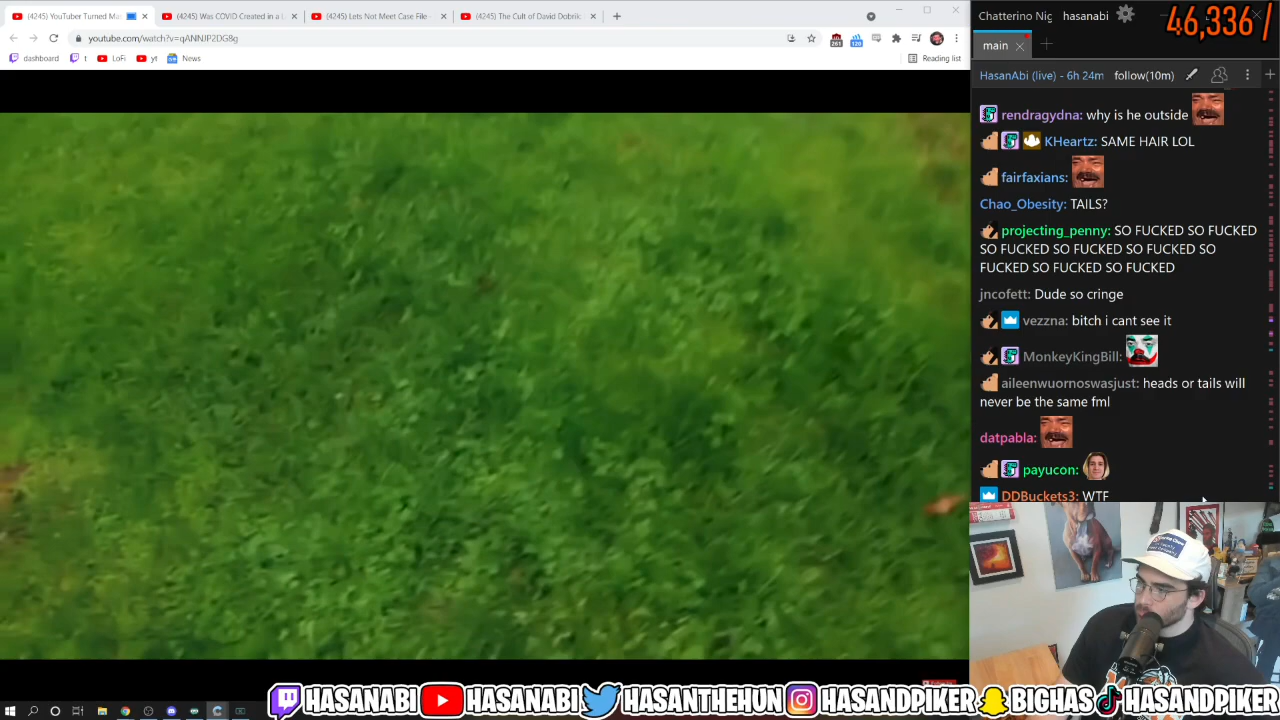 (4245) YouTuber Turned Ma
(4245) Was COVID Created in a L
(4245) Lets Not Meet Case File
(4245) The Cult of David Dobrik
youtube.com/watch?v=qANNJP2DG8g
261
120
dashboard
t
LoFi
yt
News
Reading list
Chatterino Nig
hasanabi
46,336 /
main
HasanAbi (live) - 6h 24m
follow(10m)
rendragydna: why is he outside
KHeartz: SAME HAIR LOL
fairfaxians:
Chao_Obesity: TAILS?
projecting_penny: SO FUCKED SO FUCKED
SO FUCKED SO FUCKED SO FUCKED SO
FUCKED SO FUCKED SO FUCKED
jncofett: Dude so cringe
vezzna: bitch i cant see it
MonkeyKingBill:
aileenwuornoswasjust: heads or tails will
never be the same fml
datpabla:
payucon:
DDBuckets3: WTF
HASANABI
HASANABI
HASANTHEHUN
HASANDPIKER
BIGHAS
HASANDPIKER